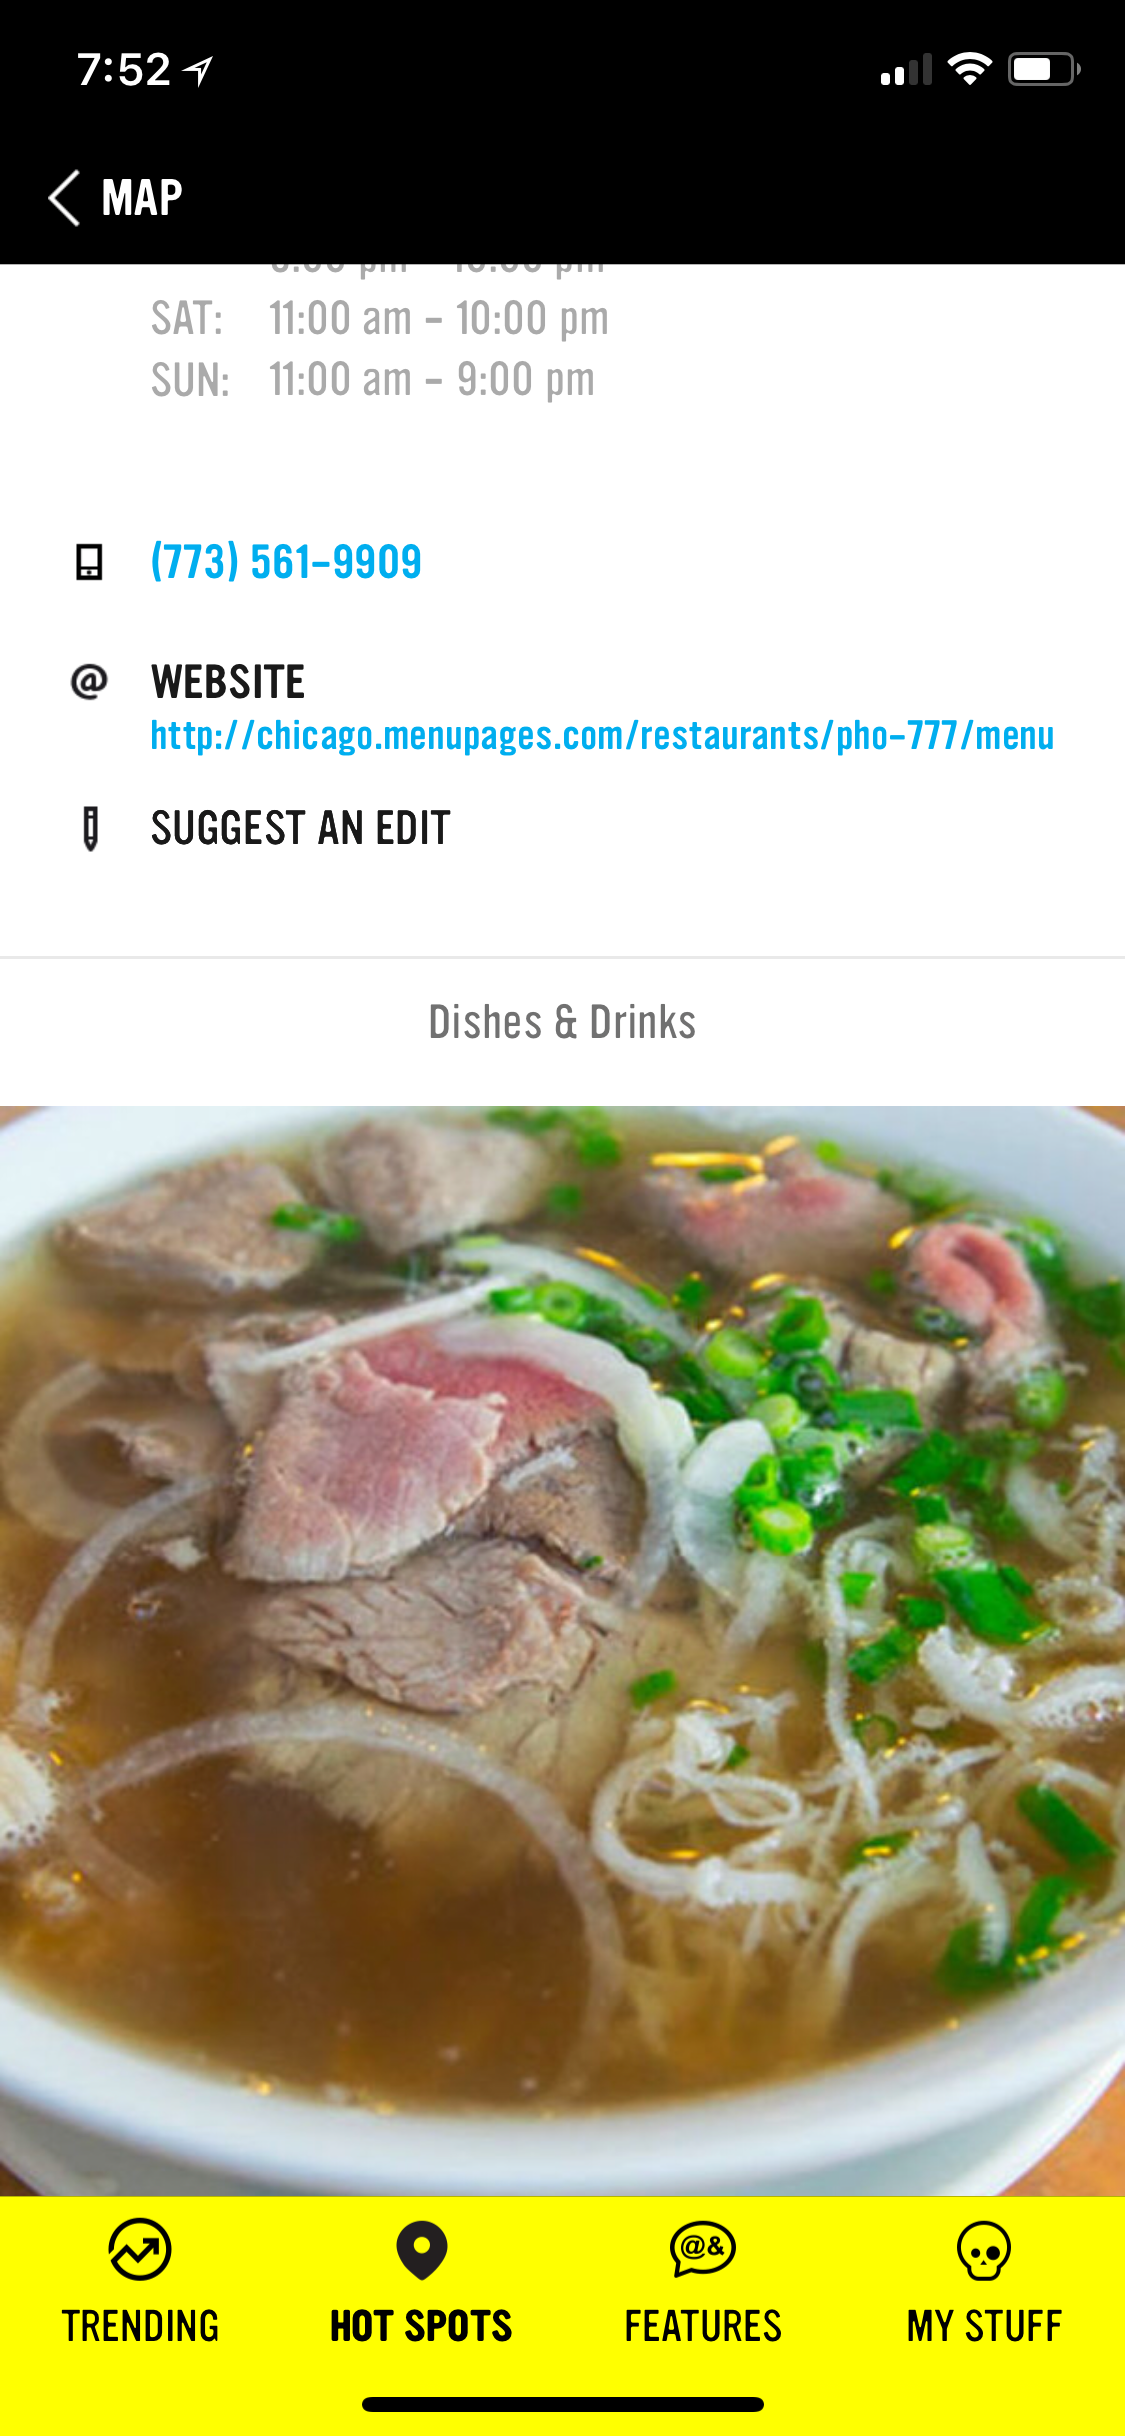 7:52
MAP
SAT: 11:00 am – 10:00 pm
SUN: 11:00 am – 9:00 pm
(773) 561-9909
@ WEBSITE
http://chicago.menupages.com/restaurants/pho-777/menu
SUGGEST AN EDIT
Dishes & Drinks
@&
TRENDING HOT SPOTS FEATURES MY STUFF